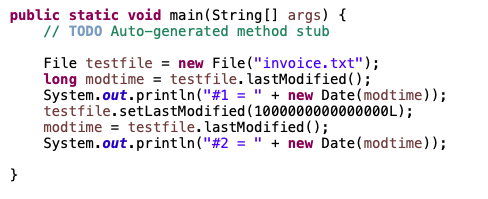 public static void main(String[] args) {
// TODO Auto-generated method stub
File testfile = new File("invoice.txt");
long modtime = testfile.lastModified();
System.out.println("#1 = " + new Date(modtime));
testfile.setLastModified(1000000000000000L);
modtime = testfile.lastModified();
System.out.println("#2 = " + new Date(modtime));
}